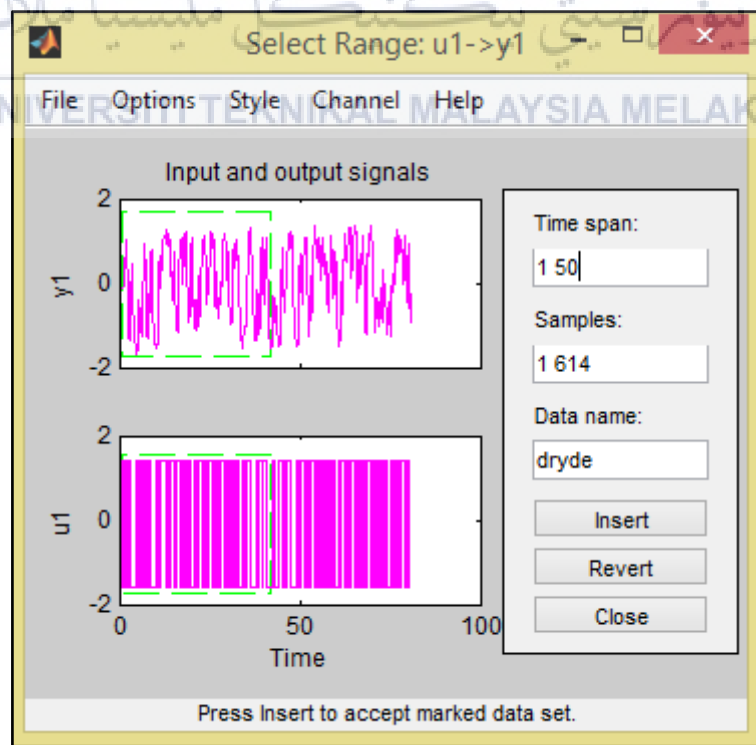 Select Range: u1->y1
File Options Style Channel Help
UNIVERSITI TEKNIKAL MALAYSIA MELAK
Input and output signals
2
0
-2
y1
2
0
-2
u1
0 50 100
Time
Time span:
1 50
Samples:
1 614
Data name:
dryde
Insert
Revert
Close
Press Insert to accept marked data set.